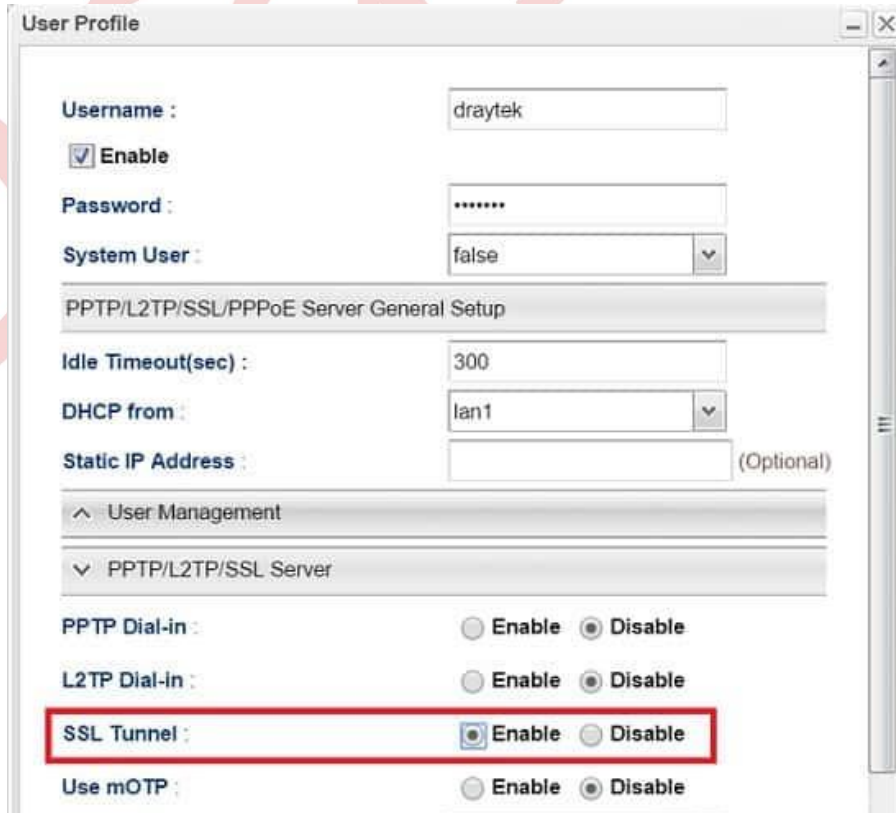 User Profile
Username :
draytek
Enable
Password :
•••••••
System User :
false
PPTP/L2TP/SSL/PPPoE Server General Setup
Idle Timeout(sec) :
300
DHCP from :
lan1
Static IP Address :
(Optional)
User Management
PPTP/L2TP/SSL Server
PPTP Dial-in :
Enable Disable
L2TP Dial-in :
Enable Disable
SSL Tunnel :
Enable Disable
Use mOTP :
Enable Disable